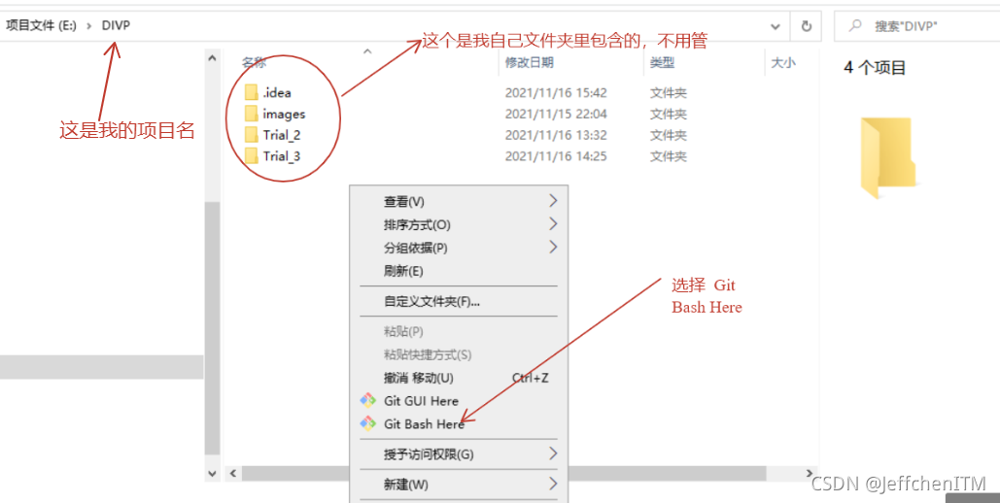 项目文件 (E:) › DIVP
搜索"DIVP"
这个是我自己文件夹里包含的，不用管
名称
修改日期
类型
大小
4 个项目
.idea
2021/11/16 15:42
文件夹
images
2021/11/15 22:04
文件夹
Trial_2
2021/11/16 13:32
文件夹
Trial_3
2021/11/16 14:25
文件夹
这是我的项目名
查看(V)
排序方式(O)
分组依据(P)
刷新(E)
自定义文件夹(F)...
粘贴(P)
粘贴快捷方式(S)
撤消 移动(U)
Ctrl+Z
Git GUI Here
Git Bash Here
授予访问权限(G)
新建(W)
选择 Git
Bash Here
CSDN @JeffchenITM